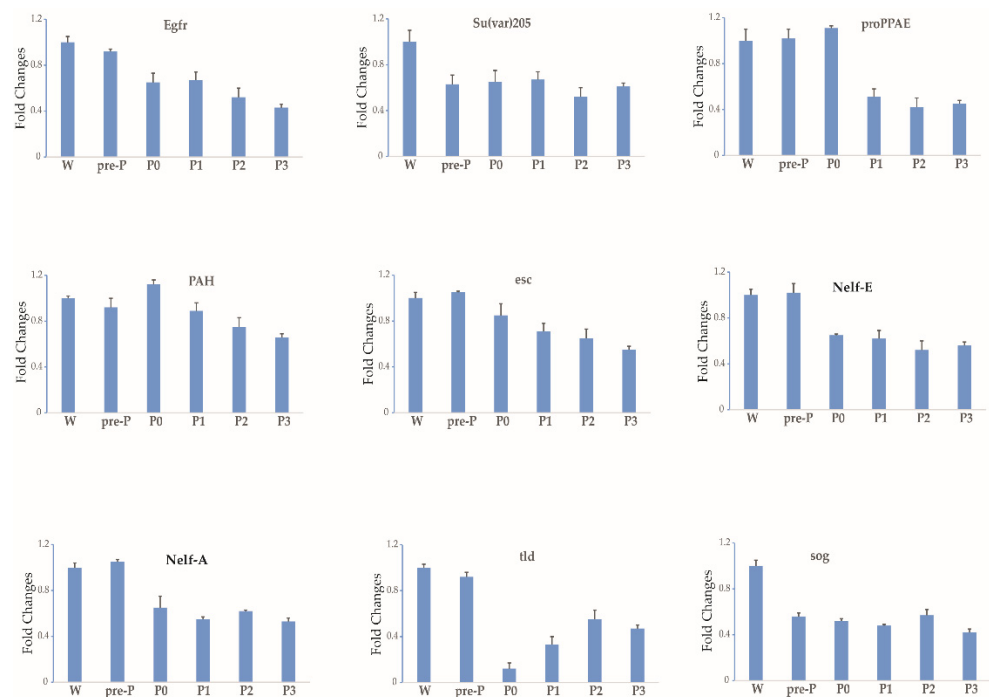 Egfr
Fold Changes
1.2
0.8
0.4
0
W pre-P P0 P1 P2 P3
Su(var)205
Fold Changes
1.2
0.8
0.4
0
W pre-P P0 P1 P2 P3
proPPAE
Fold Changes
1.2
0.8
0.4
0
W pre-P P0 P1 P2 P3
PAH
Fold Changes
1.2
0.8
0.4
0
W pre-P P0 P1 P2 P3
esc
Fold Changes
1.2
0.8
0.4
0
W pre-P P0 P1 P2 P3
Nelf-E
Fold Changes
1.2
0.8
0.4
0
W pre-P P0 P1 P2 P3
Nelf-A
Fold Changes
1.2
0.8
0.4
0
W pre-P P0 P1 P2 P3
tld
Fold Changes
1.2
0.8
0.4
0
W pre-P P0 P1 P2 P3
sog
Fold Changes
1.2
0.8
0.4
0
W pre-P P0 P1 P2 P3